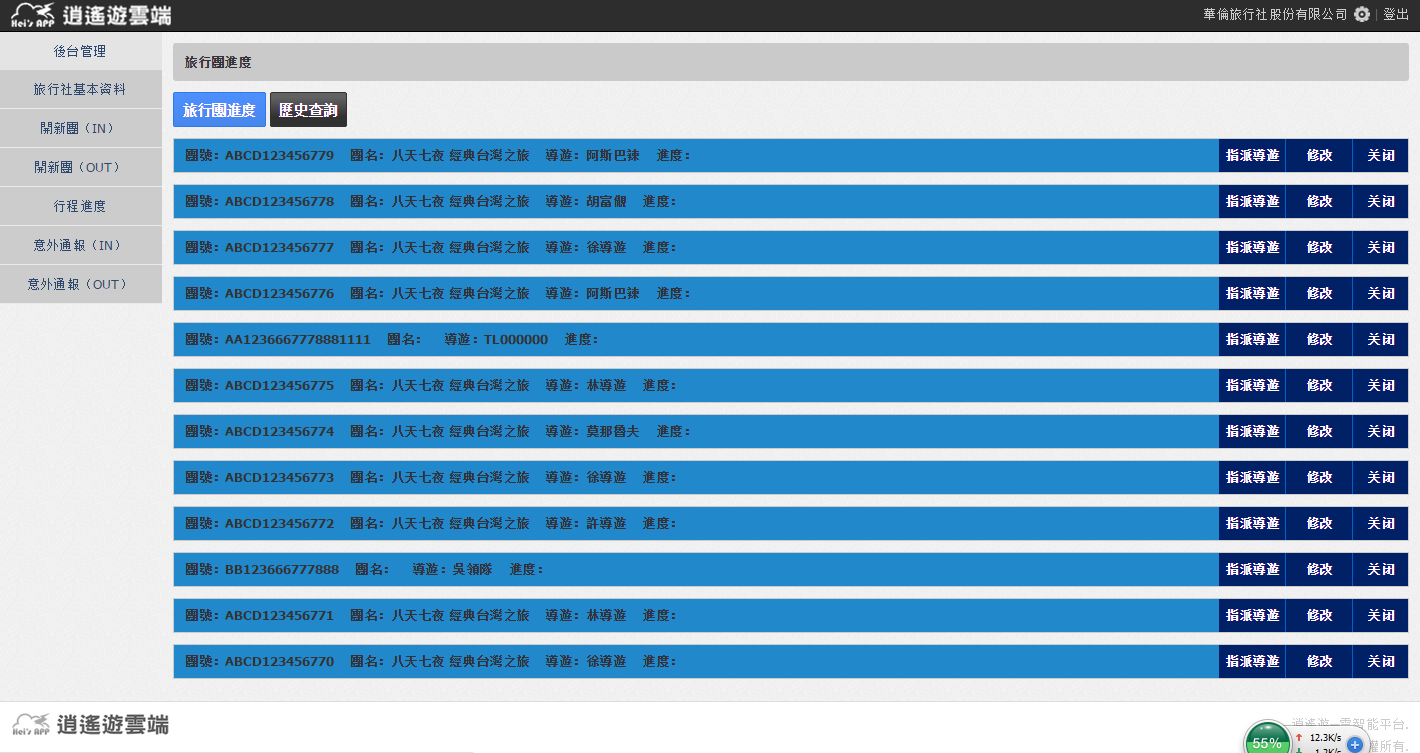 Hei's APP 逍遙遊雲端
華倫旅行社股份有限公司 | 登出
後台管理
旅行社基本資料
開新團（IN）
開新團（OUT）
行程進度
意外通報（IN）
意外通報（OUT）
旅行團進度
旅行團進度 歷史查詢
團號：ABCD123456779 團名：八天七夜 經典台灣之旅 導遊：阿斯巴辣 進度： 指派導遊 修改 关闭
團號：ABCD123456778 團名：八天七夜 經典台灣之旅 導遊：胡富覩 進度： 指派導遊 修改 关闭
團號：ABCD123456777 團名：八天七夜 經典台灣之旅 導遊：徐導遊 進度： 指派導遊 修改 关闭
團號：ABCD123456776 團名：八天七夜 經典台灣之旅 導遊：阿斯巴辣 進度： 指派導遊 修改 关闭
團號：AA1236667778881111 團名： 導遊：TL000000 進度： 指派導遊 修改 关闭
團號：ABCD123456775 團名：八天七夜 經典台灣之旅 導遊：林導遊 進度： 指派導遊 修改 关闭
團號：ABCD123456774 團名：八天七夜 經典台灣之旅 導遊：莫那魯夫 進度： 指派導遊 修改 关闭
團號：ABCD123456773 團名：八天七夜 經典台灣之旅 導遊：徐導遊 進度： 指派導遊 修改 关闭
團號：ABCD123456772 團名：八天七夜 經典台灣之旅 導遊：許導遊 進度： 指派導遊 修改 关闭
團號：BB123666777888 團名： 導遊：吳領隊 進度： 指派導遊 修改 关闭
團號：ABCD123456771 團名：八天七夜 經典台灣之旅 導遊：林導遊 進度： 指派導遊 修改 关闭
團號：ABCD123456770 團名：八天七夜 經典台灣之旅 導遊：徐導遊 進度： 指派導遊 修改 关闭
Hei's APP 逍遙遊雲端
逍遙遊─雲智能平台.
55% 12.3K/s
1.2K/s 權所有.